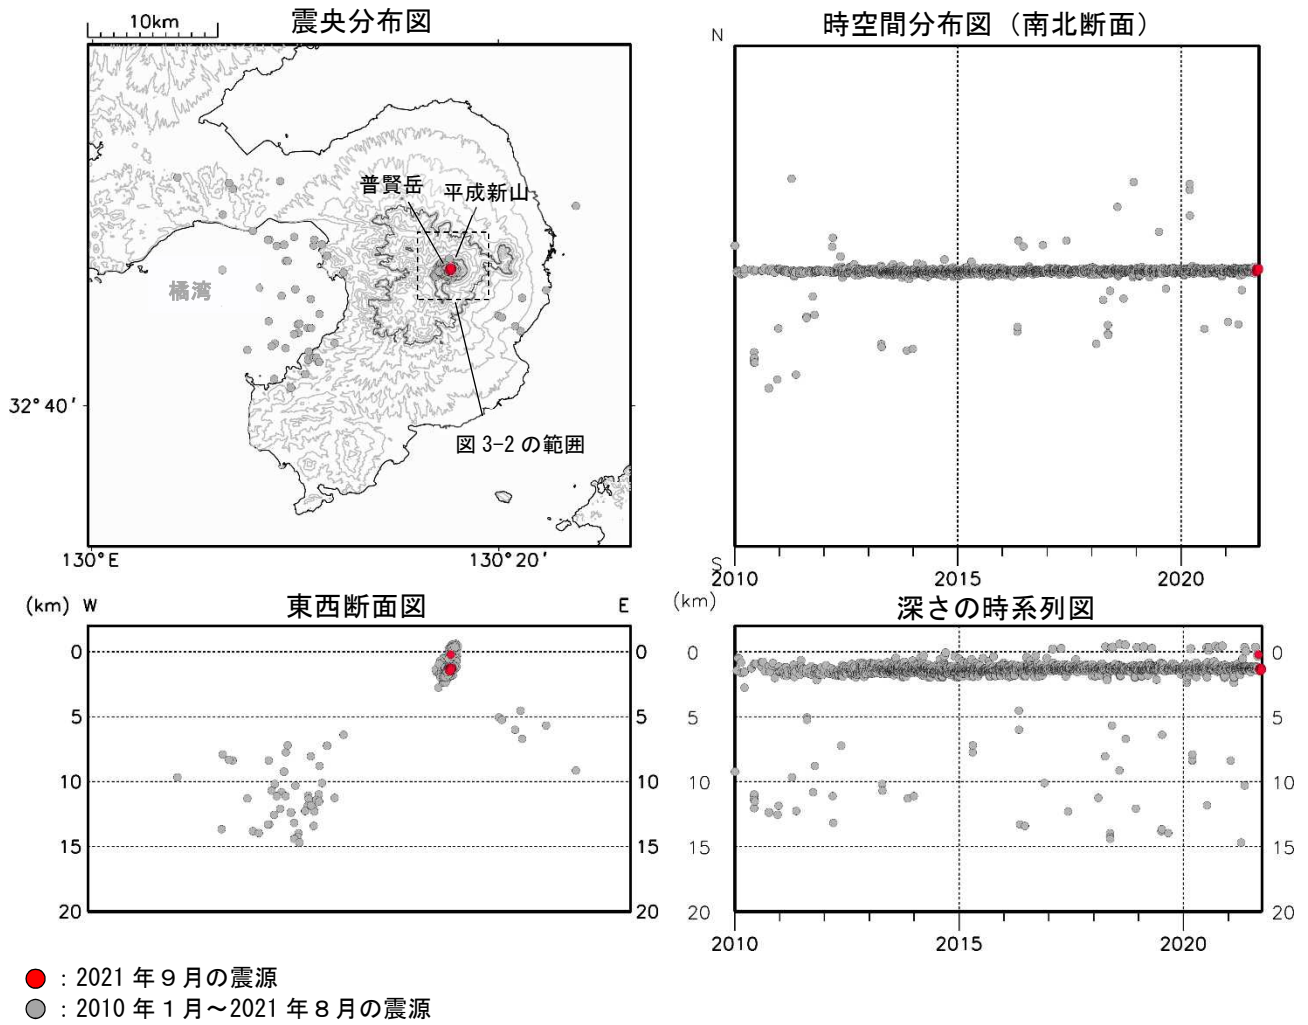 10km
震央分布図
普賢岳
平成新山
橘湾
32°40′
図 3-2 の範囲
130°E
130°20′
時空間分布図（南北断面）
N
S
2010
2015
2020
東西断面図
(km) W
E
0
0
5
5
10
10
15
15
20
20
深さの時系列図
(km)
0
0
5
5
10
10
15
15
20
20
2010
2015
2020
：2021 年９月の震源
：2010 年１月～2021 年８月の震源